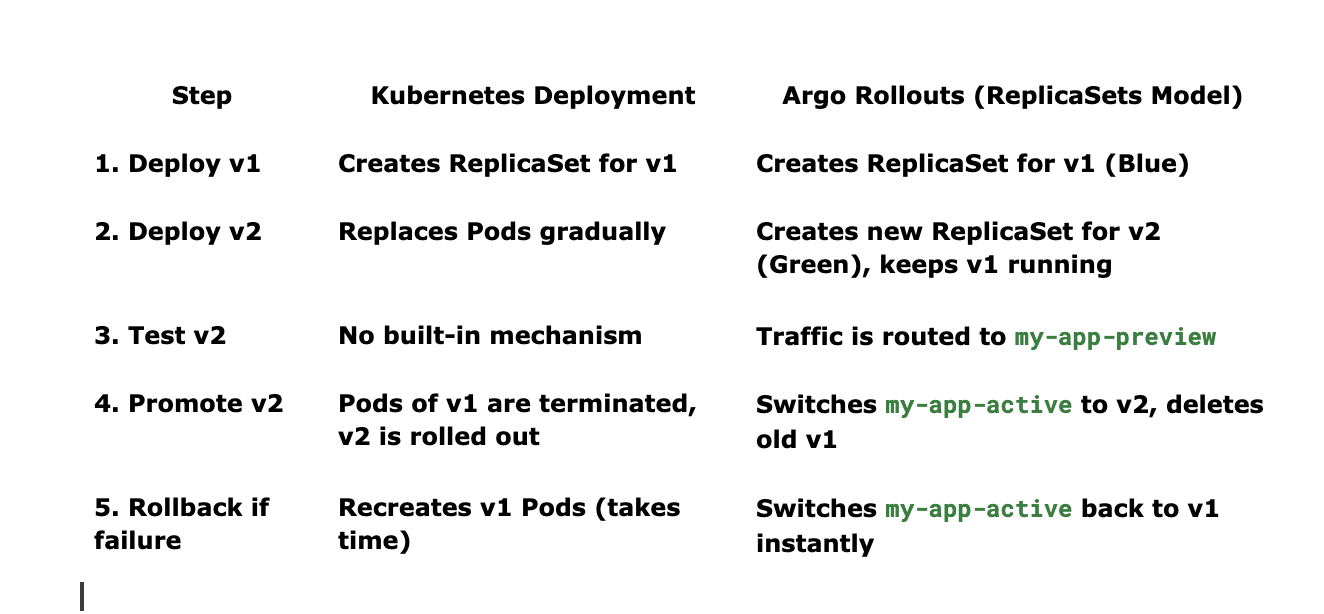 Step Kubernetes Deployment Argo Rollouts (ReplicaSets Model)
1. Deploy v1 Creates ReplicaSet for v1 Creates ReplicaSet for v1 (Blue)
2. Deploy v2 Replaces Pods gradually Creates new ReplicaSet for v2
(Green), keeps v1 running
3. Test v2 No built-in mechanism Traffic is routed to my-app-preview
4. Promote v2 Pods of v1 are terminated, Switches my-app-active to v2, deletes
v2 is rolled out old v1
5. Rollback if Recreates v1 Pods (takes Switches my-app-active back to v1
failure time) instantly